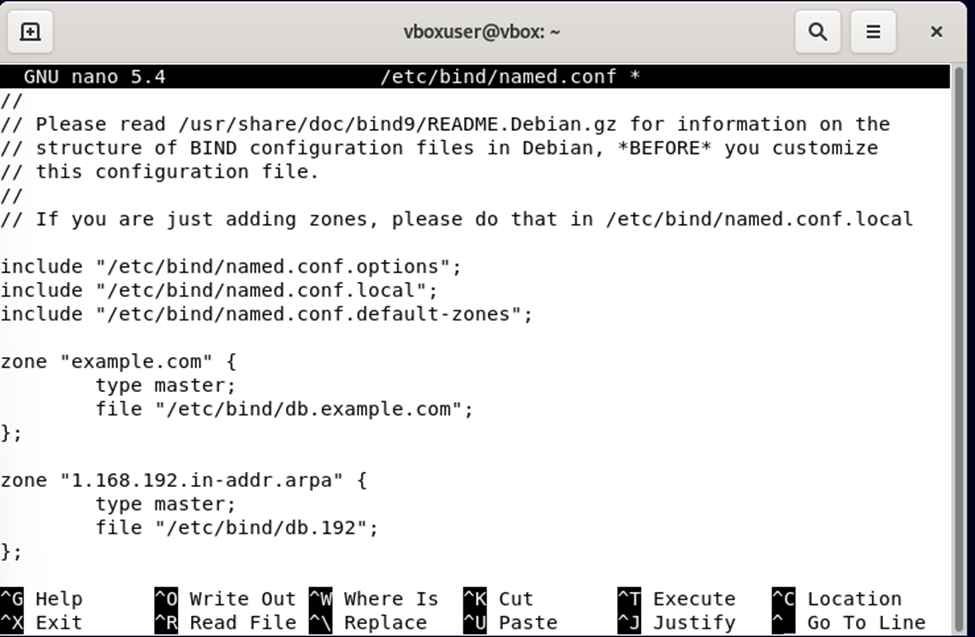 vboxuser@vbox: ~
GNU nano 5.4 /etc/bind/named.conf *
//
// Please read /usr/share/doc/bind9/README.Debian.gz for information on the
// structure of BIND configuration files in Debian, *BEFORE* you customize
// this configuration file.
//
// If you are just adding zones, please do that in /etc/bind/named.conf.local
include "/etc/bind/named.conf.options";
include "/etc/bind/named.conf.local";
include "/etc/bind/named.conf.default-zones";
zone "example.com" {
        type master;
        file "/etc/bind/db.example.com";
};
zone "1.168.192.in-addr.arpa" {
        type master;
        file "/etc/bind/db.192";
};
^G Help ^O Write Out ^W Where Is ^K Cut ^T Execute ^C Location
^X Exit ^R Read File ^\ Replace ^U Paste ^J Justify ^_ Go To Line